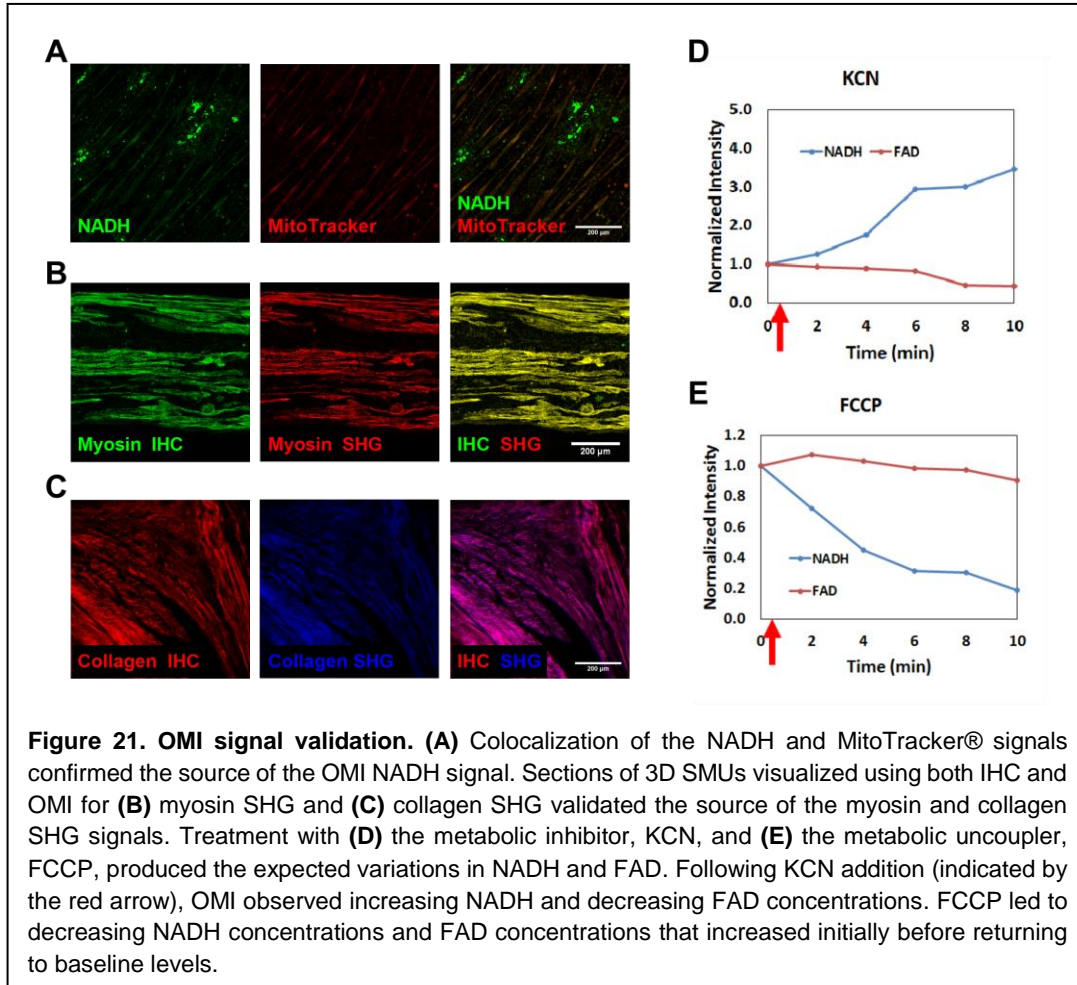 A
NADH
MitoTracker
NADH
MitoTracker
200 µm
B
Myosin IHC
Myosin SHG
IHC SHG
200 µm
C
Collagen IHC
Collagen SHG
IHC SHG
200 µm
D
KCN
Normalized Intensity
5.0
4.0
3.0
2.0
1.0
0.0
NADH FAD
0 2 4 6 8 10
Time (min)
E
FCCP
Normalized Intensity
1.2
1.0
0.8
0.6
0.4
0.2
0.0
NADH
FAD
0 2 4 6 8 10
Time (min)
Figure 21. OMI signal validation. (A) Colocalization of the NADH and MitoTracker® signals
confirmed the source of the OMI NADH signal. Sections of 3D SMUs visualized using both IHC and
OMI for (B) myosin SHG and (C) collagen SHG validated the source of the myosin and collagen
SHG signals. Treatment with (D) the metabolic inhibitor, KCN, and (E) the metabolic uncoupler,
FCCP, produced the expected variations in NADH and FAD. Following KCN addition (indicated by
the red arrow), OMI observed increasing NADH and decreasing FAD concentrations. FCCP led to
decreasing NADH concentrations and FAD concentrations that increased initially before returning
to baseline levels.